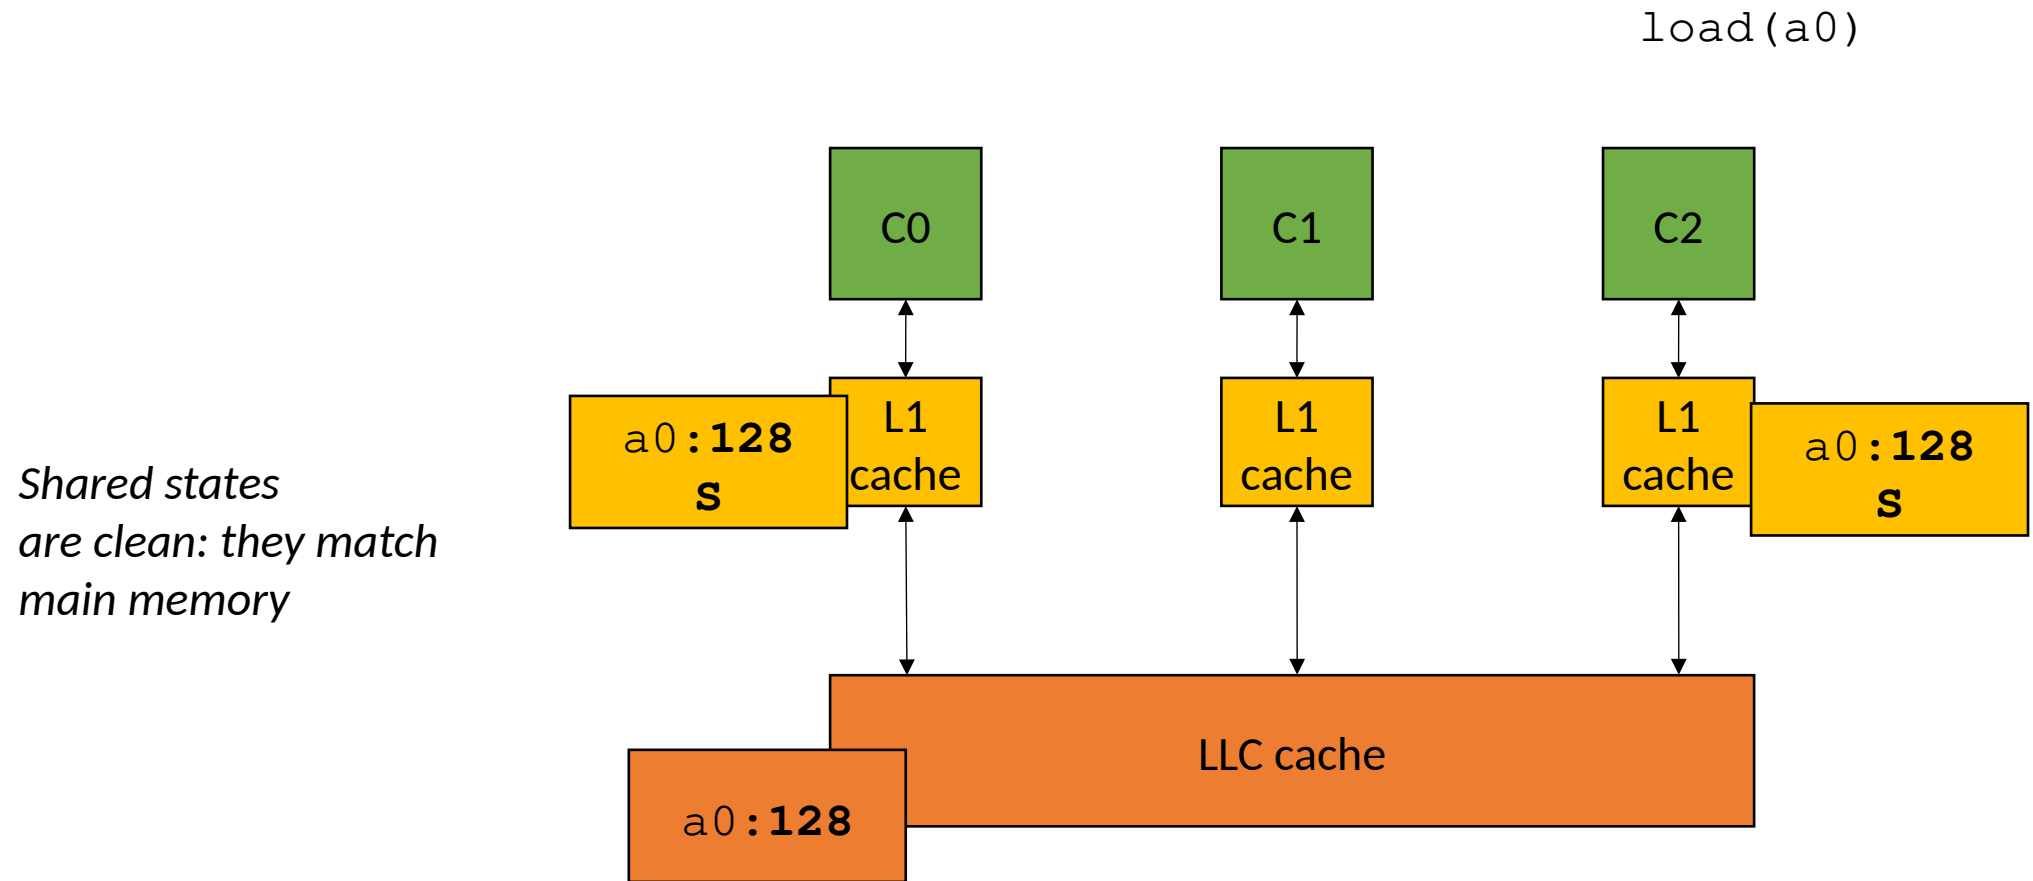 load(a0)
C0
C1
C2
L1
cache
L1
cache
L1
cache
a0:128
S
a0:128
S
Shared states
are clean: they match
main memory
LLC cache
a0:128